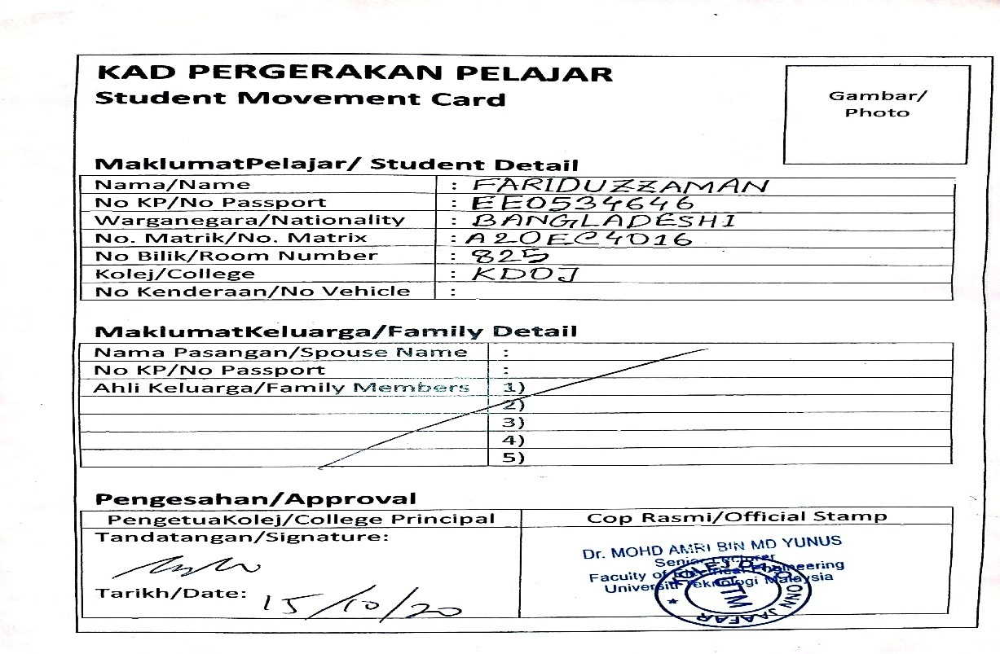 KAD PERGERAKAN PELAJAR
Student Movement Card
Gambar/
Photo
MaklumatPelajar/ Student Detail
Nama/Name : FARIDUZZAMAN
No KP/No Passport : EE0534646
Warganegara/Nationality : BANGLADESHI
No. Matrik/No. Matrix : A20EC4016
No Bilik/Room Number : 825
Kolej/College : KDOJ
No Kenderaan/No Vehicle :
MaklumatKeluarga/Family Detail
Nama Pasangan/Spouse Name :
No KP/No Passport :
Ahli Keluarga/Family Members 1)
2)
3)
4)
5)
Pengesahan/Approval
PengetuaKolej/College Principal
Cop Rasmi/Official Stamp
Tandatangan/Signature:
Tarikh/Date: 15/10/20
Dr. MOHD AMRI BIN MD YUNUS
Senior Lecturer
Faculty of Electrical Engineering
Universiti Teknologi Malaysia
KOLEJ DATO ONN JAAFAR
UTM